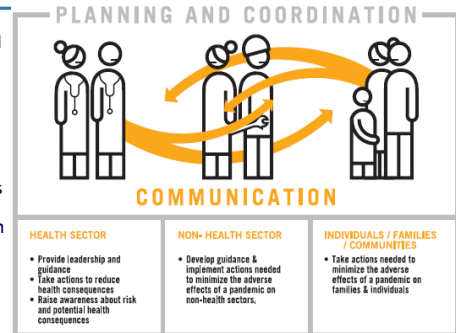 PLANNING AND COORDINATION
COMMUNICATION
HEALTH SECTOR
• Provide leadership and
guidance
• Take actions to reduce
health consequences
• Raise awareness about risk
and potential health
consequences
NON- HEALTH SECTOR
• Develop guidance &
implement actions needed
to minimize the adverse
effects of a pandemic on
non-health sectors,
INDIVIDUALS / FAMILIES
/ COMMUNITIES
• Take actions needed to
minimize the adverse
effects of a pandemic on
families & individuals